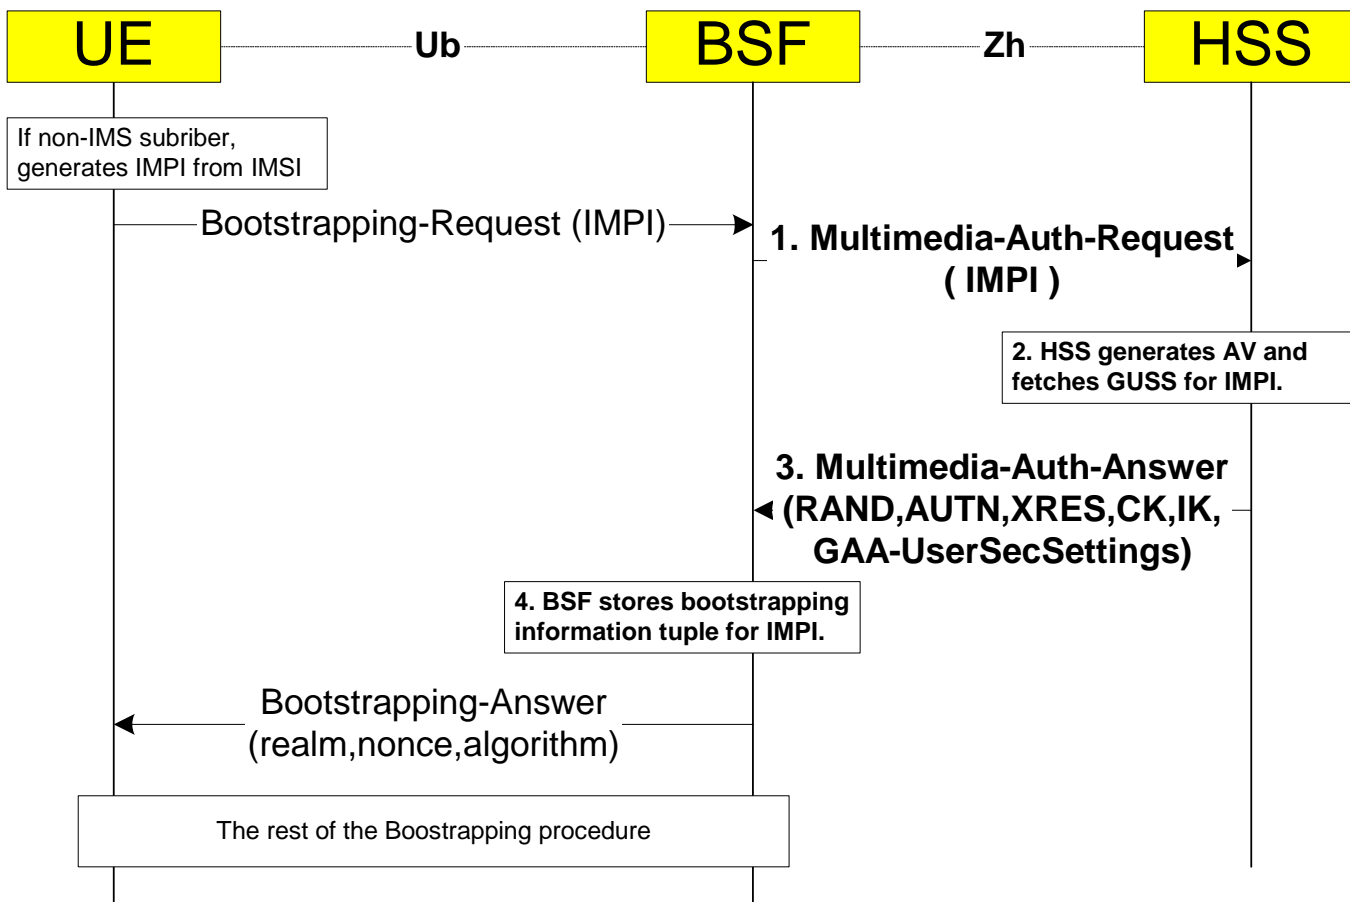 UE
Ub
BSF
Zh
HSS
If non-IMS subriber,
generates IMPI from IMSI
Bootstrapping-Request (IMPI)
1. Multimedia-Auth-Request
( IMPI )
2. HSS generates AV and
fetches GUSS for IMPI.
3. Multimedia-Auth-Answer
(RAND,AUTN,XRES,CK,IK,
GAA-UserSecSettings)
4. BSF stores bootstrapping
information tuple for IMPI.
Bootstrapping-Answer
(realm,nonce,algorithm)
The rest of the Boostrapping procedure